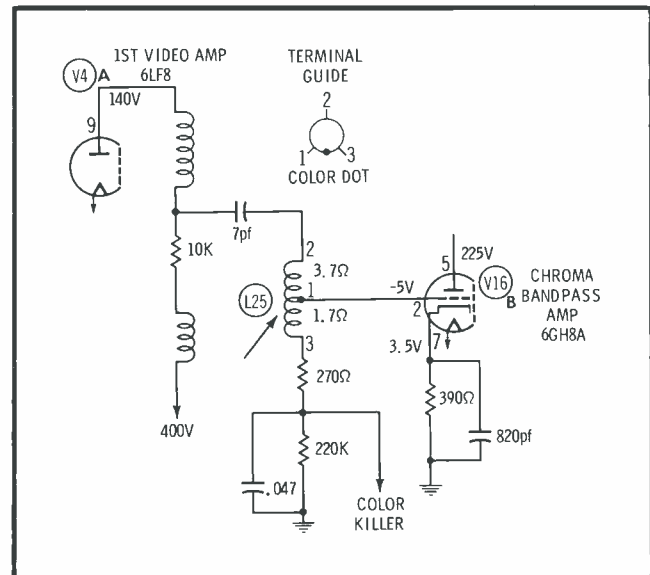 1ST VIDEO AMP
6LF8
V4 A
140V
9
TERMINAL
GUIDE
2
1 3
COLOR DOT
7pf
10K
2
3.7Ω
L25
1
1.7Ω
3
-5V
225V
5
2
V16
B
CHROMA
BANDPASS
AMP
6GH8A
7
3.5V
270Ω
390Ω
400V
220K
820pf
.047
COLOR
KILLER